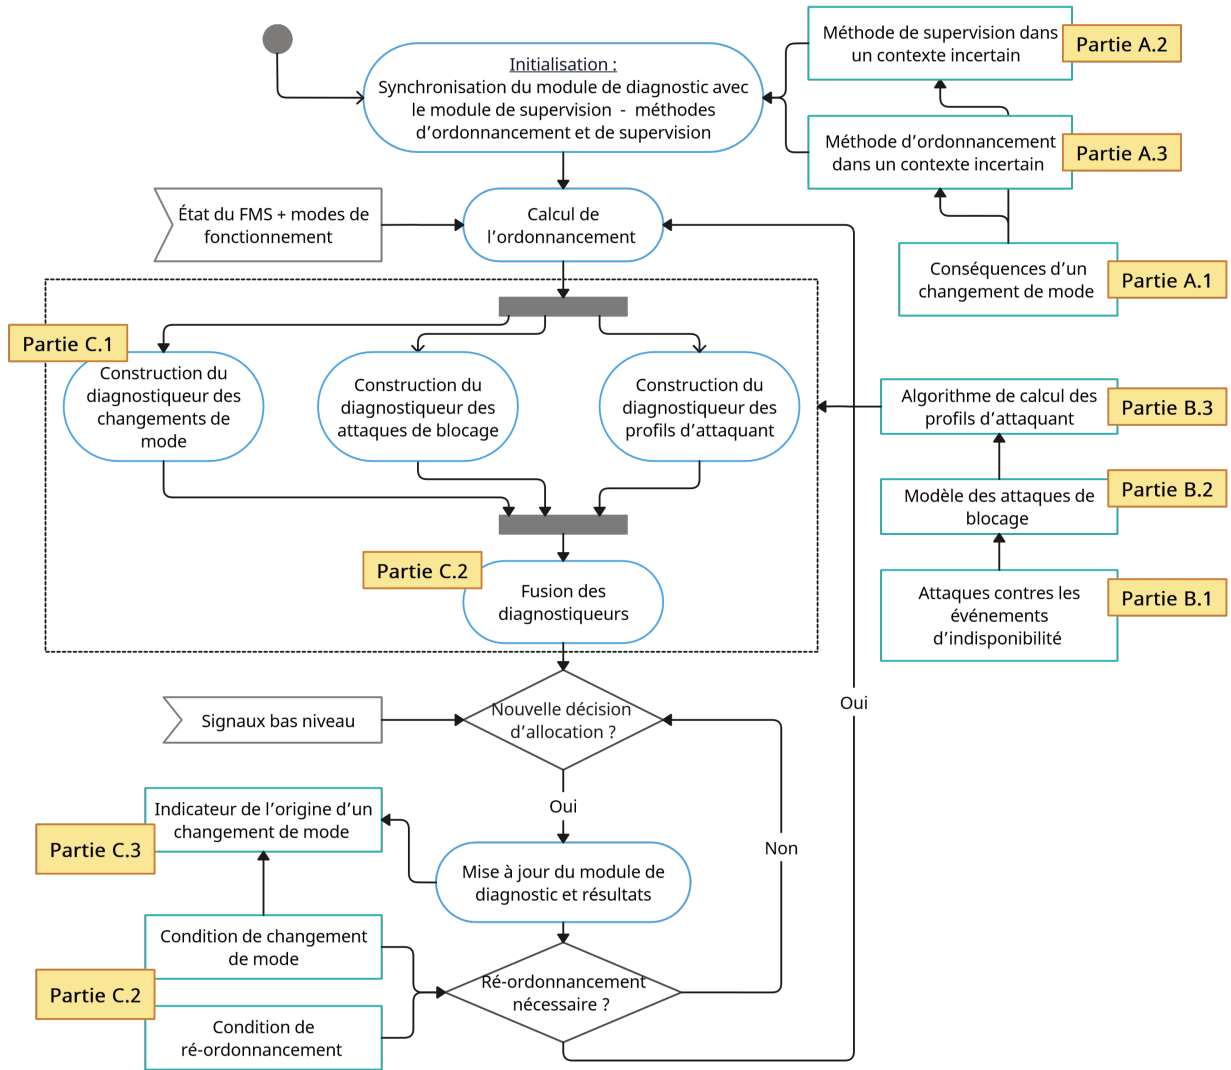 Initialisation :
Synchronisation du module de diagnostic avec
le module de supervision - méthodes
d’ordonnancement et de supervision
Méthode de supervision dans
un contexte incertain
Partie A.2
Méthode d’ordonnancement
dans un contexte incertain
Partie A.3
Conséquences d’un
changement de mode
Partie A.1
État du FMS + modes de
fonctionnement
Calcul de
l’ordonnancement
Partie C.1
Construction du
diagnostiqueur des
changements de
mode
Construction du
diagnostiqueur des
attaques de blocage
Construction du
diagnostiqueur des
profils d’attaquant
Algorithme de calcul des
profils d’attaquant
Partie B.3
Modèle des attaques de
blocage
Partie B.2
Attaques contres les
événements
d’indisponibilité
Partie B.1
Partie C.2
Fusion des
diagnostiqueurs
Signaux bas niveau
Nouvelle décision
d’allocation ?
Oui
Oui
Non
Indicateur de l’origine d’un
changement de mode
Partie C.3
Mise à jour du module de
diagnostic et résultats
Condition de changement
de mode
Partie C.2
Condition de
ré-ordonnancement
Ré-ordonnancement
nécessaire ?